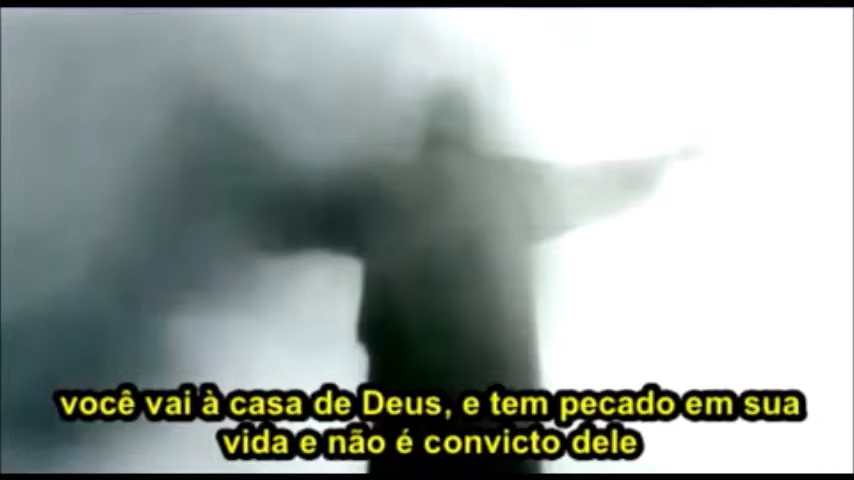 você vai à casa de Deus, e tem pecado em sua
vida e não é convicto dele